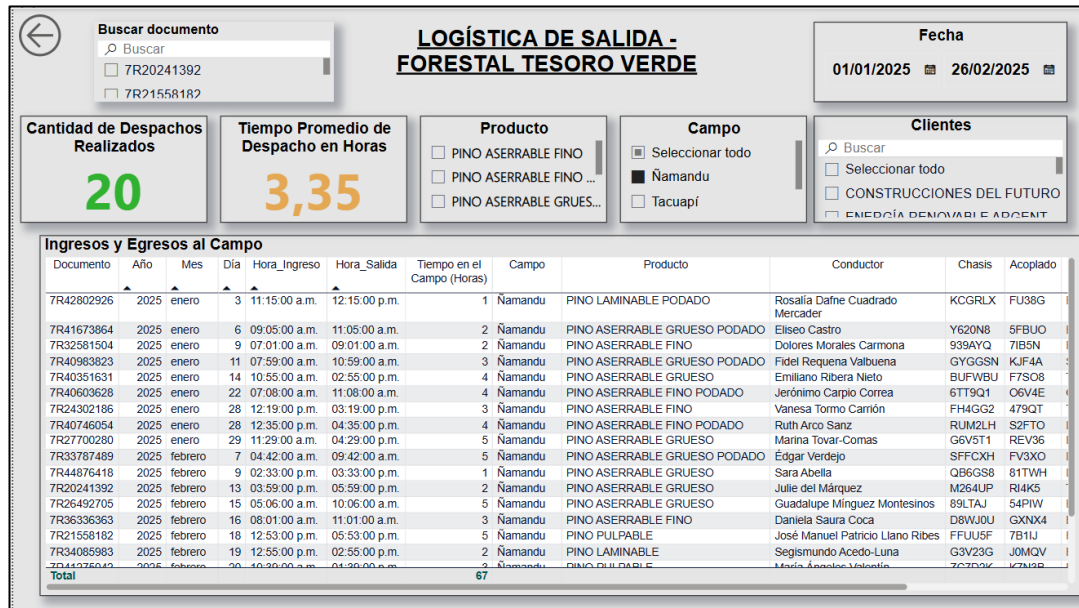 Buscar documento
Buscar
7R20241392
7R21558182
LOGÍSTICA DE SALIDA -
FORESTAL TESORO VERDE
Fecha
01/01/2025 26/02/2025
Cantidad de Despachos
Realizados
20
Tiempo Promedio de
Despacho en Horas
3,35
Producto
PINO ASERRABLE FINO
PINO ASERRABLE FINO ...
PINO ASERRABLE GRUES...
Campo
Seleccionar todo
Ñamandu
Tacuapí
Clientes
Buscar
Seleccionar todo
CONSTRUCCIONES DEL FUTURO
ENERGÍA RENOVABLE ARGENT
Ingresos y Egresos al Campo
Documento Año Mes Día Hora_Ingreso Hora_Salida Tiempo en el Campo Producto Conductor Chasis Acoplado
Campo (Horas)
7R42802926 2025 enero 3 11:15:00 a.m. 12:15:00 p.m. 1 Ñamandu PINO LAMINABLE PODADO Rosalía Dafne Cuadrado KCGRLX FU38G
Mercader
7R41673864 2025 enero 6 09:05:00 a.m. 11:05:00 a.m. 2 Ñamandu PINO ASERRABLE GRUESO PODADO Eliseo Castro Y620N8 5FBUO
7R32581504 2025 enero 9 07:01:00 a.m. 09:01:00 a.m. 2 Ñamandu PINO ASERRABLE FINO Dolores Morales Carmona 939AYQ 7IB5N
7R40983823 2025 enero 11 07:59:00 a.m. 10:59:00 a.m. 3 Ñamandu PINO ASERRABLE GRUESO PODADO Fidel Requena Valbuena GYGGSN KJF4A
7R40351631 2025 enero 14 10:55:00 a.m. 02:55:00 p.m. 4 Ñamandu PINO ASERRABLE GRUESO Emiliano Ribera Nieto BUFWBU F7SO8
7R40603628 2025 enero 22 07:08:00 a.m. 11:08:00 a.m. 4 Ñamandu PINO ASERRABLE FINO PODADO Jerónimo Carpio Correa 6TT9Q1 O6V4E
7R24302186 2025 enero 28 12:19:00 p.m. 03:19:00 p.m. 3 Ñamandu PINO ASERRABLE FINO Vanesa Tormo Carrión FH4GG2 479QT
7R40746054 2025 enero 28 12:35:00 p.m. 04:35:00 p.m. 4 Ñamandu PINO ASERRABLE FINO PODADO Ruth Arco Sanz RUM2LH S2FTO
7R27700280 2025 enero 29 11:29:00 a.m. 04:29:00 p.m. 5 Ñamandu PINO ASERRABLE GRUESO Marina Tovar-Comas G6V5T1 REV36
7R33787489 2025 febrero 7 04:42:00 a.m. 09:42:00 a.m. 5 Ñamandu PINO ASERRABLE GRUESO PODADO Édgar Verdejo SFFCXH FV3XO
7R44876418 2025 febrero 9 02:33:00 p.m. 03:33:00 p.m. 1 Ñamandu PINO ASERRABLE GRUESO Sara Abella QB6GS8 81TWH
7R20241392 2025 febrero 13 03:59:00 p.m. 05:59:00 p.m. 2 Ñamandu PINO ASERRABLE GRUESO Julie del Márquez M264UP RI4K5
7R26492705 2025 febrero 15 05:06:00 a.m. 10:06:00 a.m. 5 Ñamandu PINO ASERRABLE GRUESO Guadalupe Mínguez Montesinos 89LTAJ 54PIW
7R36336363 2025 febrero 16 08:01:00 a.m. 11:01:00 a.m. 3 Ñamandu PINO ASERRABLE FINO Daniela Saura Coca D8WJ0U GXNX4
7R21558182 2025 febrero 18 12:53:00 p.m. 05:53:00 p.m. 5 Ñamandu PINO PULPABLE José Manuel Patricio Llano Ribes FFUU5F 7B1IJ
7R34085983 2025 febrero 19 12:55:00 p.m. 02:55:00 p.m. 2 Ñamandu PINO LAMINABLE Segismundo Acedo-Luna G3V23G J0MQV
7R41275042 2025 febrero 20 10:39:00 a.m. 01:39:00 p.m. 3 Ñamandu PINO PULPABLE María Ángeles Valentín
Total 67